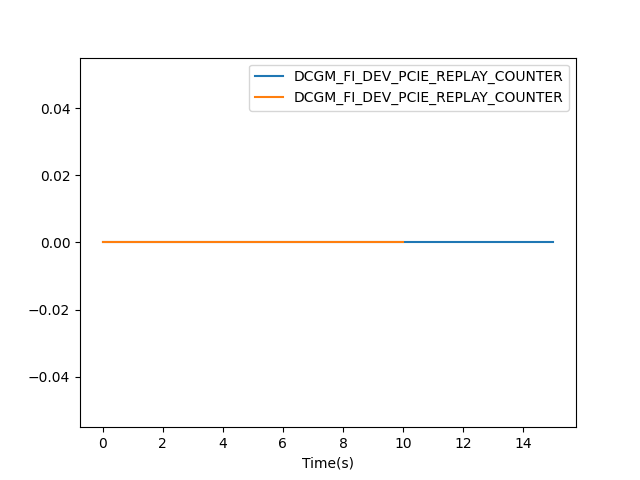 DCGM_FI_DEV_PCIE_REPLAY_COUNTER
DCGM_FI_DEV_PCIE_REPLAY_COUNTER
0.04
0.02
0.00
−0.02
−0.04
0 2 4 6 8 10 12 14
Time(s)